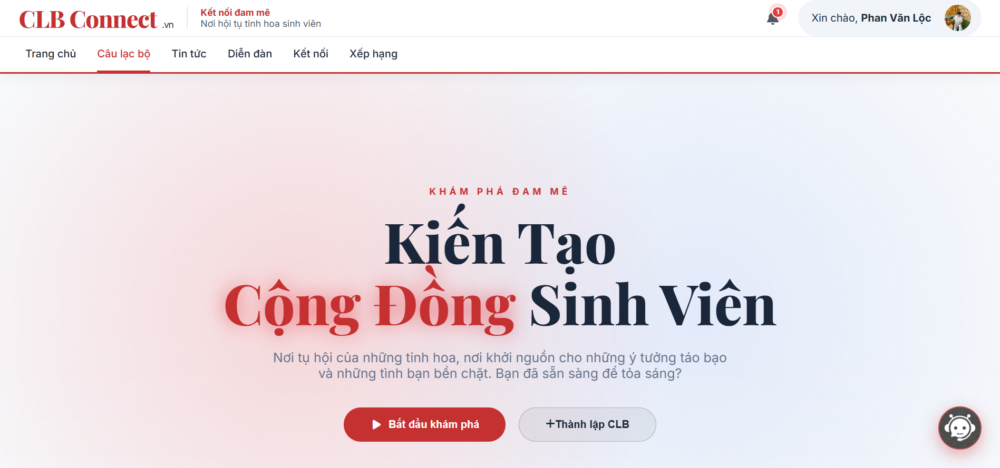 CLB Connect .vn
Kết nối đam mê
Nơi hội tụ tinh hoa sinh viên
1
Xin chào, Phan Văn Lộc
Trang chủ Câu lạc bộ Tin tức Diễn đàn Kết nối Xếp hạng
KHÁM PHÁ ĐAM MÊ
Kiến Tạo
Cộng Đồng Sinh Viên
Nơi tụ hội của những tinh hoa, nơi khởi nguồn cho những ý tưởng táo bạo
và những tình bạn bền chặt. Bạn đã sẵn sàng để tỏa sáng?
Bắt đầu khám phá
+Thành lập CLB